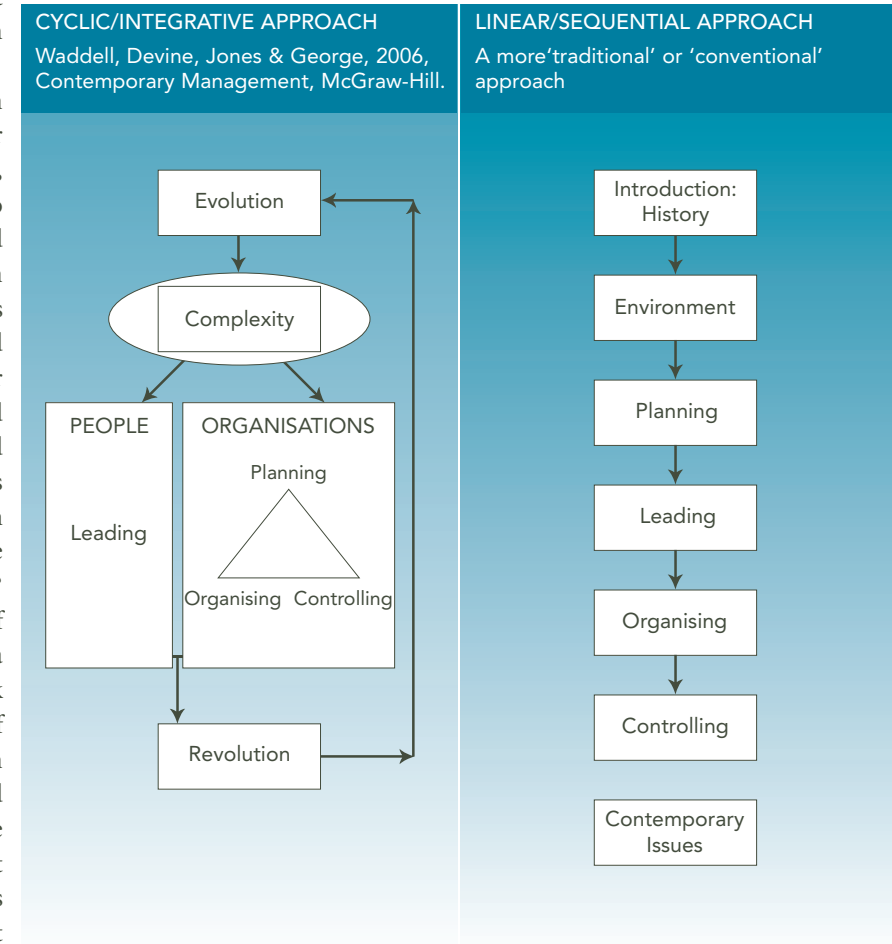 CYCLIC/INTEGRATIVE APPROACH
Waddell, Devine, Jones & George, 2006,
Contemporary Management, McGraw-Hill.
Evolution
Complexity
PEOPLE
Leading
ORGANISATIONS
Planning
Organising Controlling
Revolution
LINEAR/SEQUENTIAL APPROACH
A more'traditional' or 'conventional'
approach
Introduction:
History
Environment
Planning
Leading
Organising
Controlling
Contemporary
Issues